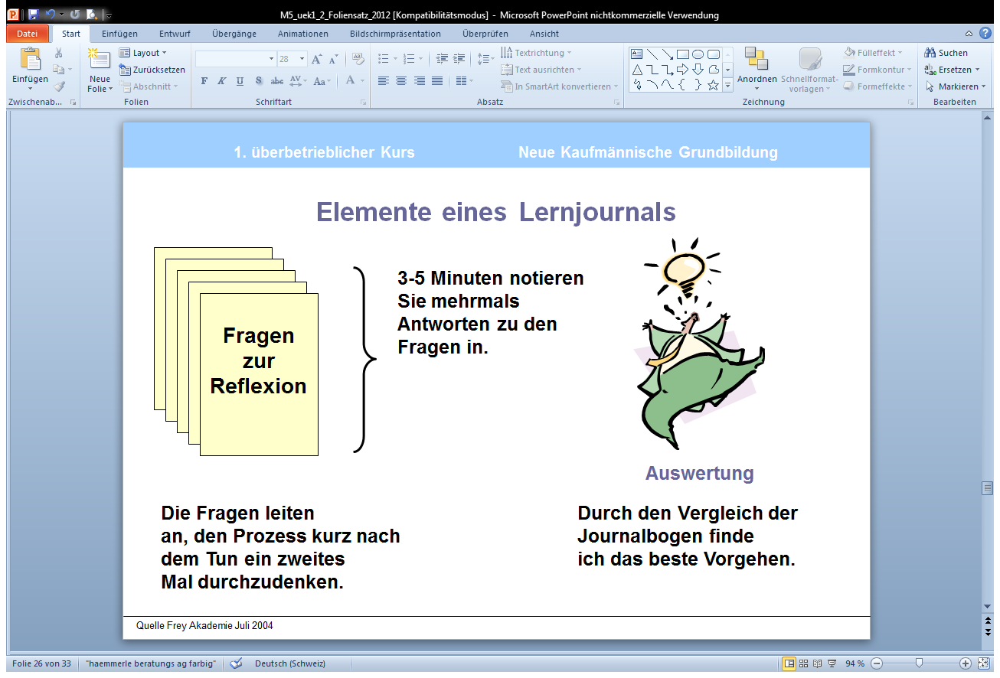 M5_uek1_2_Foliensatz_2012 [Kompatibilitätsmodus] - Microsoft PowerPoint nichtkommerzielle Verwendung
Datei Start Einfügen Entwurf Übergänge Animationen Bildschirmpräsentation Überprüfen Ansicht
Einfügen
Zwischenab...
Neue
Folie
Layout
Zurücksetzen
Abschnitt
Folien
28
F K U S abc AV Aa A
Schriftart
Textrichtung
Text ausrichten
In SmartArt konvertieren
Absatz
Anordnen
Schnellformat-
vorlagen
Fülleffekt
Formkontur
Formeffekte
Zeichnung
Suchen
Ersetzen
Markieren
Bearbeiten
1. überbetrieblicher Kurs Neue Kaufmännische Grundbildung
Elemente eines Lernjournals
Fragen
zur
Reflexion
3-5 Minuten notieren
Sie mehrmals
Antworten zu den
Fragen in.
Auswertung
Die Fragen leiten
an, den Prozess kurz nach
dem Tun ein zweites
Mal durchzudenken.
Durch den Vergleich der
Journalbogen finde
ich das beste Vorgehen.
Quelle Frey Akademie Juli 2004
Folie 26 von 33 "haemmerle beratungs ag farbig" Deutsch (Schweiz) 94 %